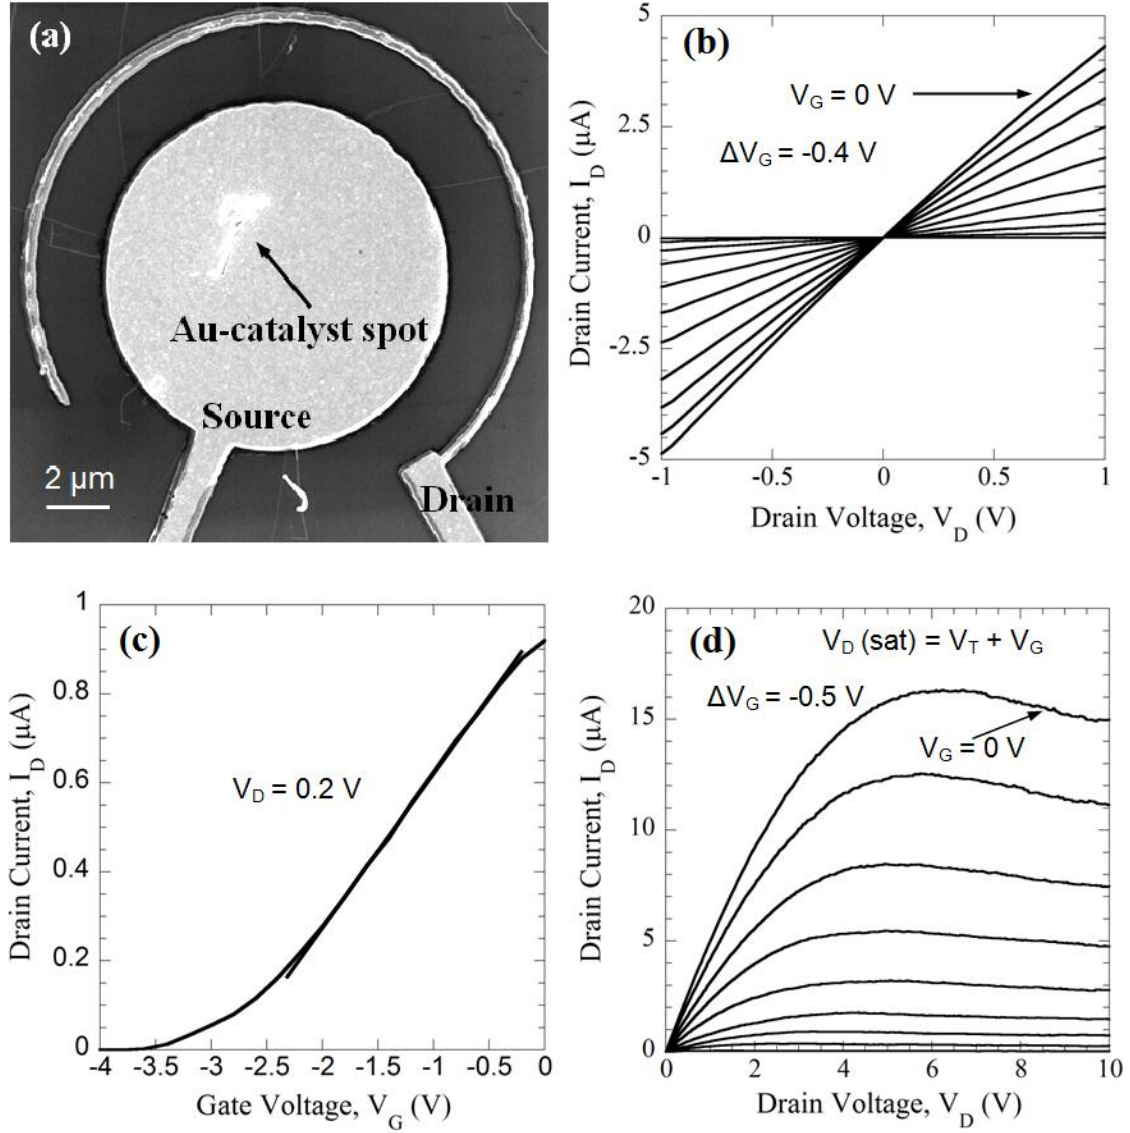 (a)
Au-catalyst spot
Source
2 μm
Drain
(b)
5
2.5
0
-2.5
-5
V_G = 0 V
ΔV_G = -0.4 V
-1
-0.5
0
0.5
1
Drain Current, I_D (μA)
Drain Voltage, V_D (V)
(c)
1
0.8
0.6
0.4
0.2
0
V_D = 0.2 V
-4
-3.5
-3
-2.5
-2
-1.5
-1
-0.5
0
Drain Current, I_D (μA)
Gate Voltage, V_G (V)
(d)
20
15
10
5
0
V_D (sat) = V_T + V_G
ΔV_G = -0.5 V
V_G = 0 V
0
2
4
6
8
10
Drain Current, I_D (μA)
Drain Voltage, V_D (V)